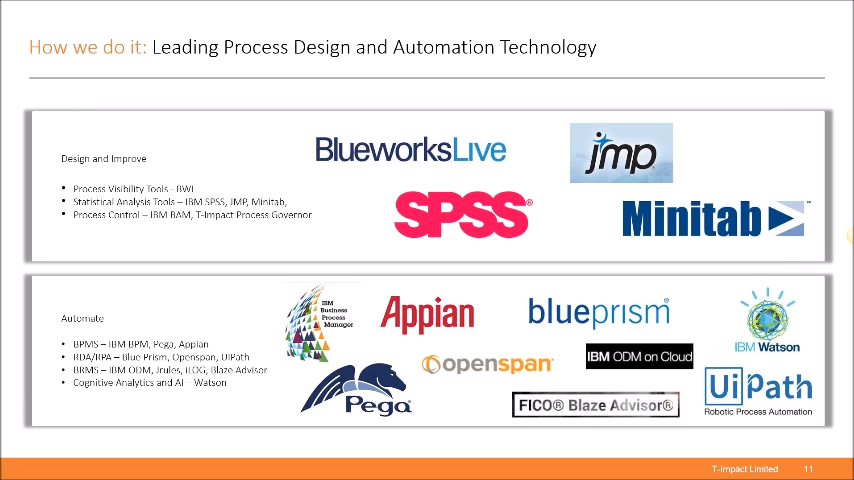 How we do it: Leading Process Design and Automation Technology
Design and Improve
• Process Visibility Tools - BWI
• Statistical Analysis Tools – IBM SPSS, JMP, Minitab,
• Process Control – IBM BAM, T-Impact Process Governor
BlueworksLive
jmp
SPSS®
Minitab
Automate
• BPMS – IBM BPM, Pega, Appian
• RDA/RPA – Blue Prism, Openspan, UIPath
• BRMS – IBM ODM, Jrules, iLOG, Blaze Advisor
• Cognitive Analytics and AI – Watson
IBM
Business
Process
Manager
Appian
blueprism®
IBM Watson
openspan
IBM ODM on Cloud
Pega
FICO® Blaze Advisor®
UiPath
Robotic Process Automation
T-Impact Limited 11